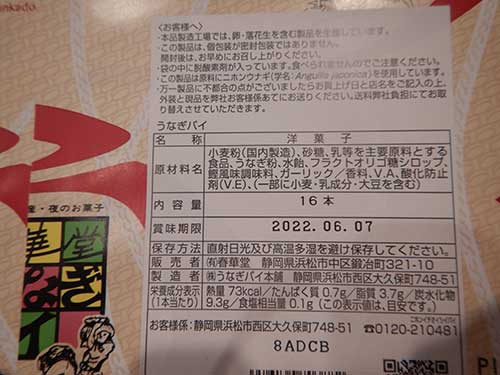 nkado.
〈お客様へ〉
・本品製造工場では、卵・落花生を含む製品を生産しています。
・この製品は、個包装が密封包装ではありません。
開封後は、お早めにお召し上がりください。
・袋の中に脱酸素剤が入っています。食べられませんのでご注意ください。
・この製品は原料にニホンウナギ(学名:Anguilla japonica)を使用しています。
・万一製品に不都合の点がございましたらお買上げ日と店名をご記入の上、
外装と現品を弊社お客様係あてにお送りください。送料弊社負担にてお取
り替えさせていただきます。
うなぎパイ
名称 洋菓子
原材料名 小麦粉(国内製造)、砂糖、乳等を主要原料とする
食品、うなぎ粉、水飴、フラクトオリゴ糖シロップ、
鰹風味調味料、ガーリック/香料、V.A、酸化防止
剤(V.E)、(一部に小麦・乳成分・大豆を含む)
内容量 16本
賞味期限 2022.06.07
保存方法 直射日光及び高温多湿を避け保存してください。
販売者 (有)春華堂 静岡県浜松市中区鍛冶町321-10
製造者 (株)うなぎパイ本舗 静岡県浜松市西区大久保町748-51
栄養成分表示 熱量 73kcal/たんぱく質 0.7g/脂質 3.7g/炭水化物
(1本当たり) 9.3g/食塩相当量 0.1g (この表示値は、目安です。)
お客様係:静岡県浜松市西区大久保町748-51 0120-210481
8ADCB
産・夜のお菓子
華堂
ぎ
な
イ
P